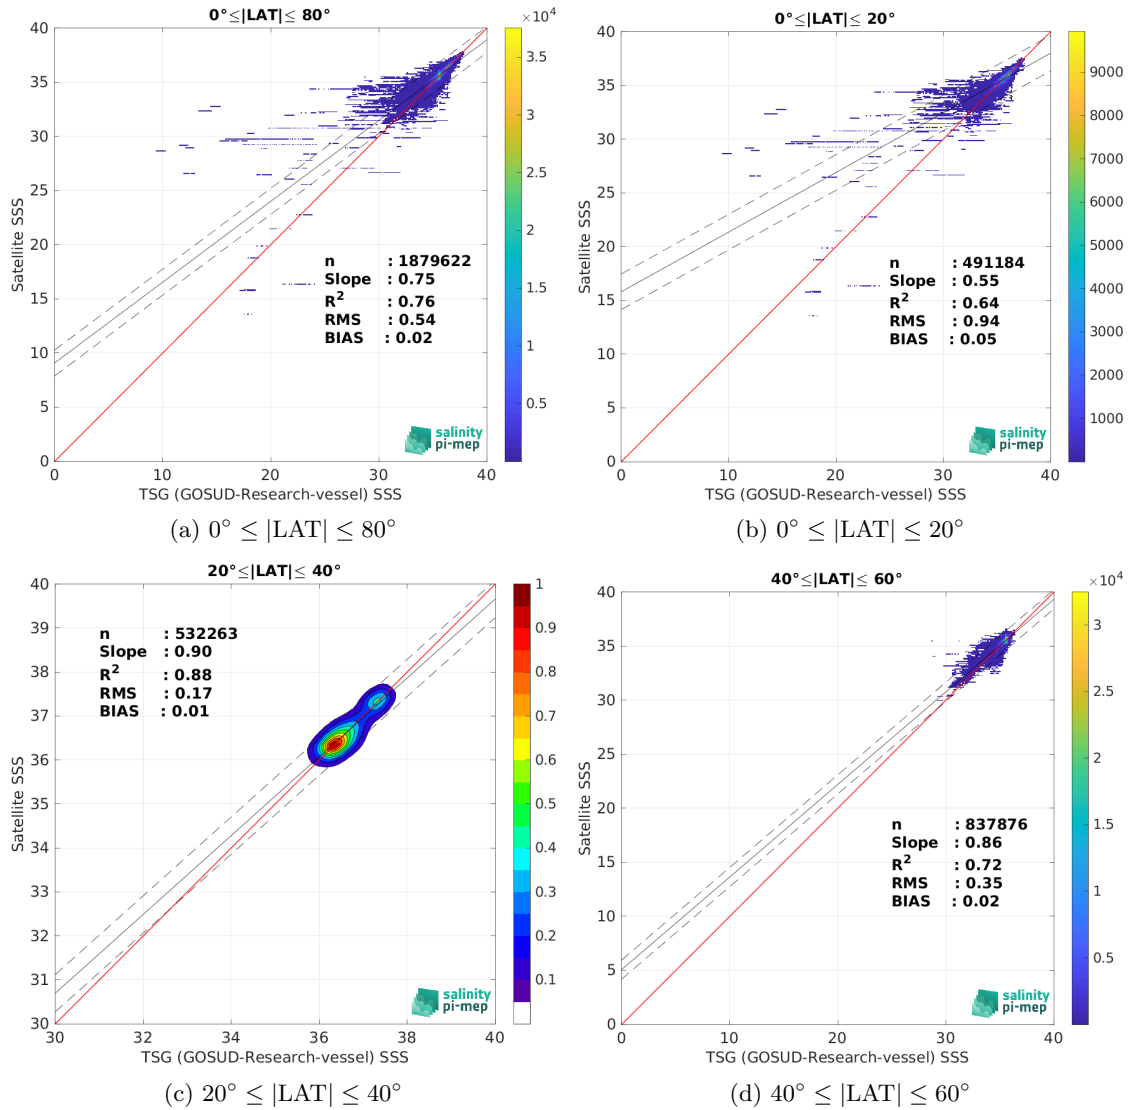 0°≤|LAT|≤ 80°
×10⁴
40
35
30
25
20
15
10
5
0
Satellite SSS
n : 1879622
Slope : 0.75
R² : 0.76
RMS : 0.54
BIAS : 0.02
salinity
pi-mep
0 10 20 30 40
TSG (GOSUD-Research-vessel) SSS
3.5
3
2.5
2
1.5
1
0.5
(a) 0° ≤ |LAT| ≤ 80°
0°≤|LAT|≤ 20°
40
35
30
25
20
15
10
5
0
Satellite SSS
n : 491184
Slope : 0.55
R² : 0.64
RMS : 0.94
BIAS : 0.05
salinity
pi-mep
0 10 20 30 40
TSG (GOSUD-Research-vessel) SSS
9000
8000
7000
6000
5000
4000
3000
2000
1000
(b) 0° ≤ |LAT| ≤ 20°
20°≤|LAT|≤ 40°
40
39
38
37
36
35
34
33
32
31
30
Satellite SSS
n : 532263
Slope : 0.90
R² : 0.88
RMS : 0.17
BIAS : 0.01
salinity
pi-mep
30 32 34 36 38 40
TSG (GOSUD-Research-vessel) SSS
1
0.9
0.8
0.7
0.6
0.5
0.4
0.3
0.2
0.1
(c) 20° ≤ |LAT| ≤ 40°
40°≤|LAT|≤ 60°
×10⁴
40
35
30
25
20
15
10
5
0
Satellite SSS
n : 837876
Slope : 0.86
R² : 0.72
RMS : 0.35
BIAS : 0.02
salinity
pi-mep
0 10 20 30 40
TSG (GOSUD-Research-vessel) SSS
3
2.5
2
1.5
1
0.5
(d) 40° ≤ |LAT| ≤ 60°